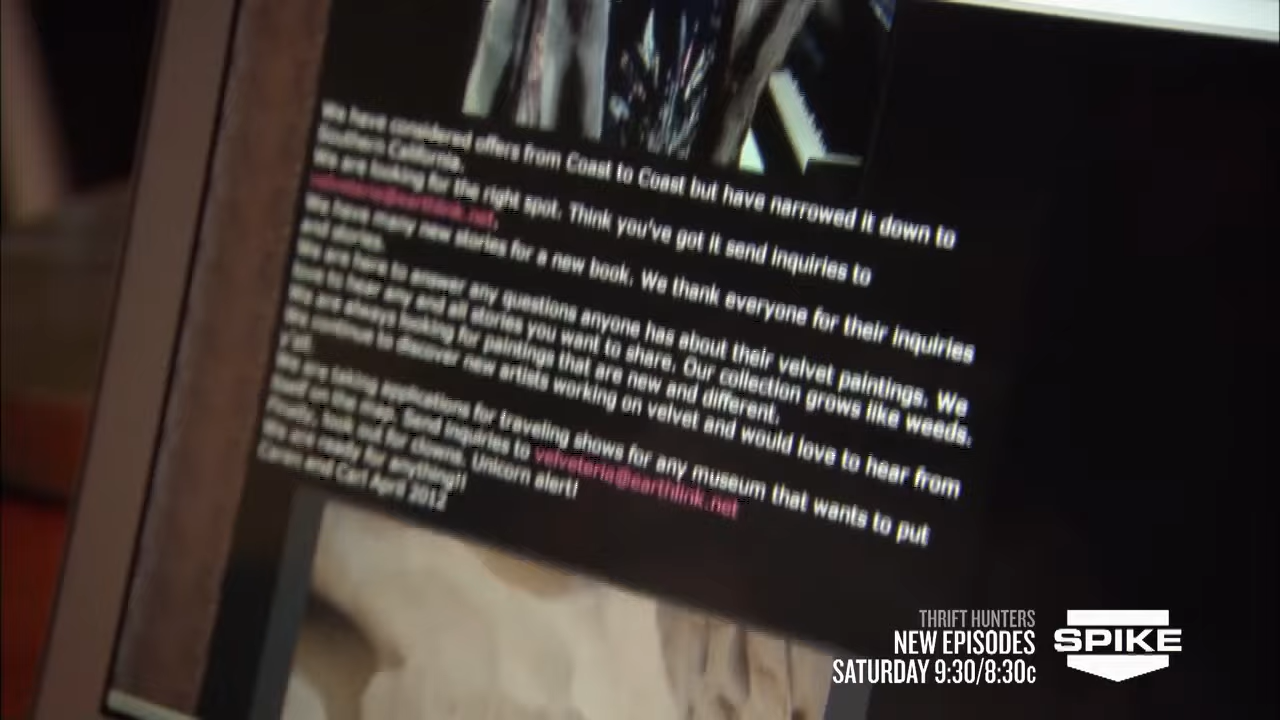 We have considered offers from Coast to Coast but have narrowed it down to
Southern California.
We are looking for the right spot. Think you've got it send inquiries to
velveteria@earthlink.net.
We have many new stories for a new book. We thank everyone for their inquiries
and stories.
We are here to answer any questions anyone has about their velvet paintings. We
love to hear any and all stories you want to share. Our collection grows like weeds.
We are always looking for paintings that are new and different.
We continue to discover new artists working on velvet and would love to hear from
We are taking applications for traveling shows for any museum that wants to put
itself on the map. Send inquiries to velveteria@earthlink.net
Finally, look out for clowns. Unicorn alert!
We are ready for anything!!
Caren and Carl April 2012
THRIFT HUNTERS
NEW EPISODES
SATURDAY 9:30/8:30c
SPIKE